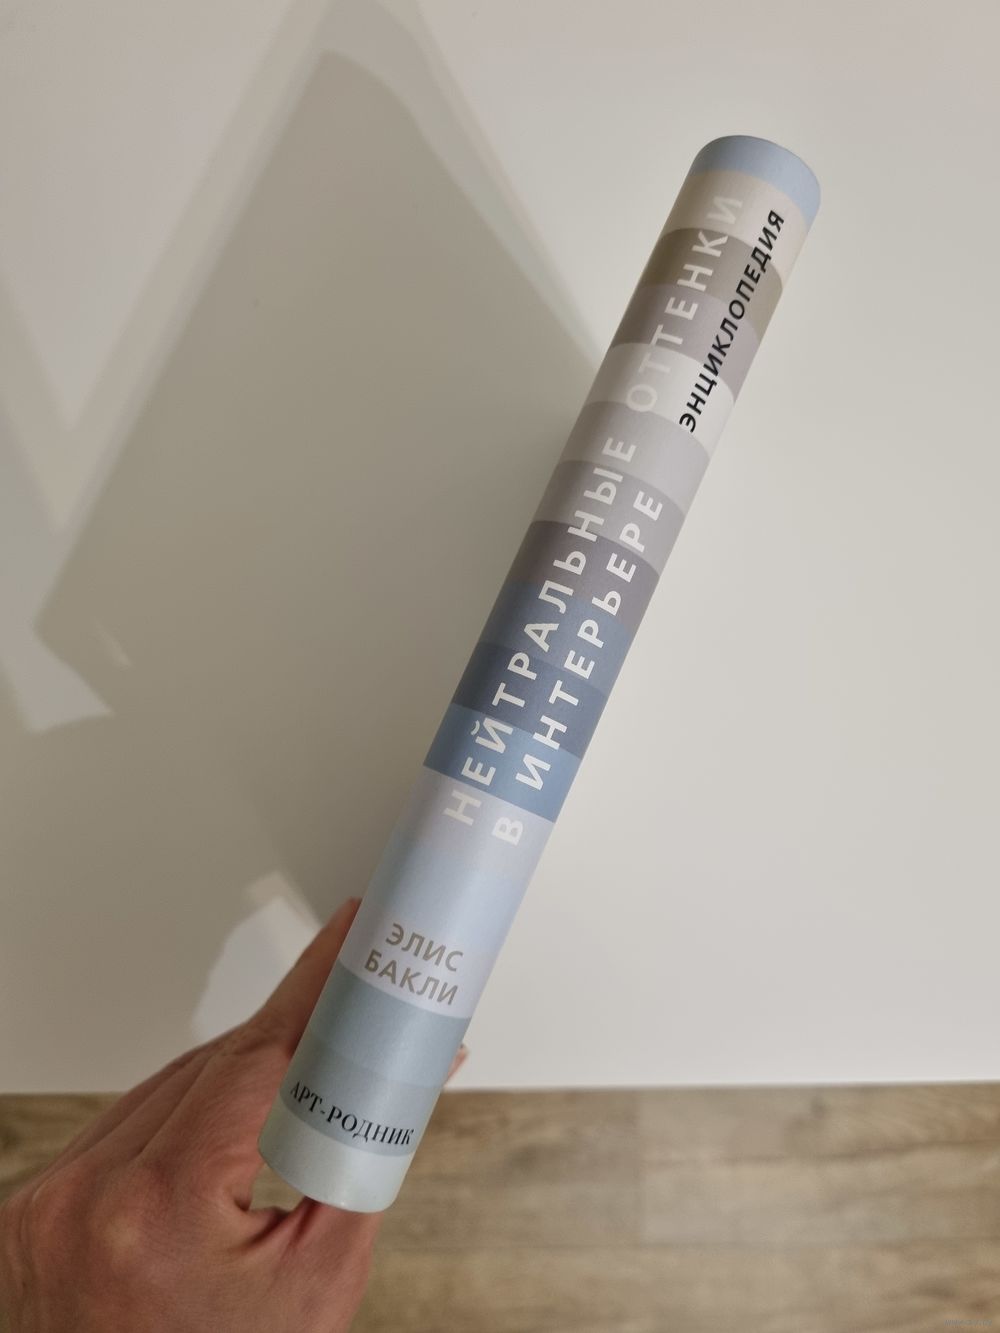 НЕЙТРАЛЬНЫЕ ОТТЕНКИ
В ИНТЕРЬЕРЕ
ЭНЦИКЛОПЕДИЯ
ЭЛИС
БАКЛИ
АРТ-РОДНИК